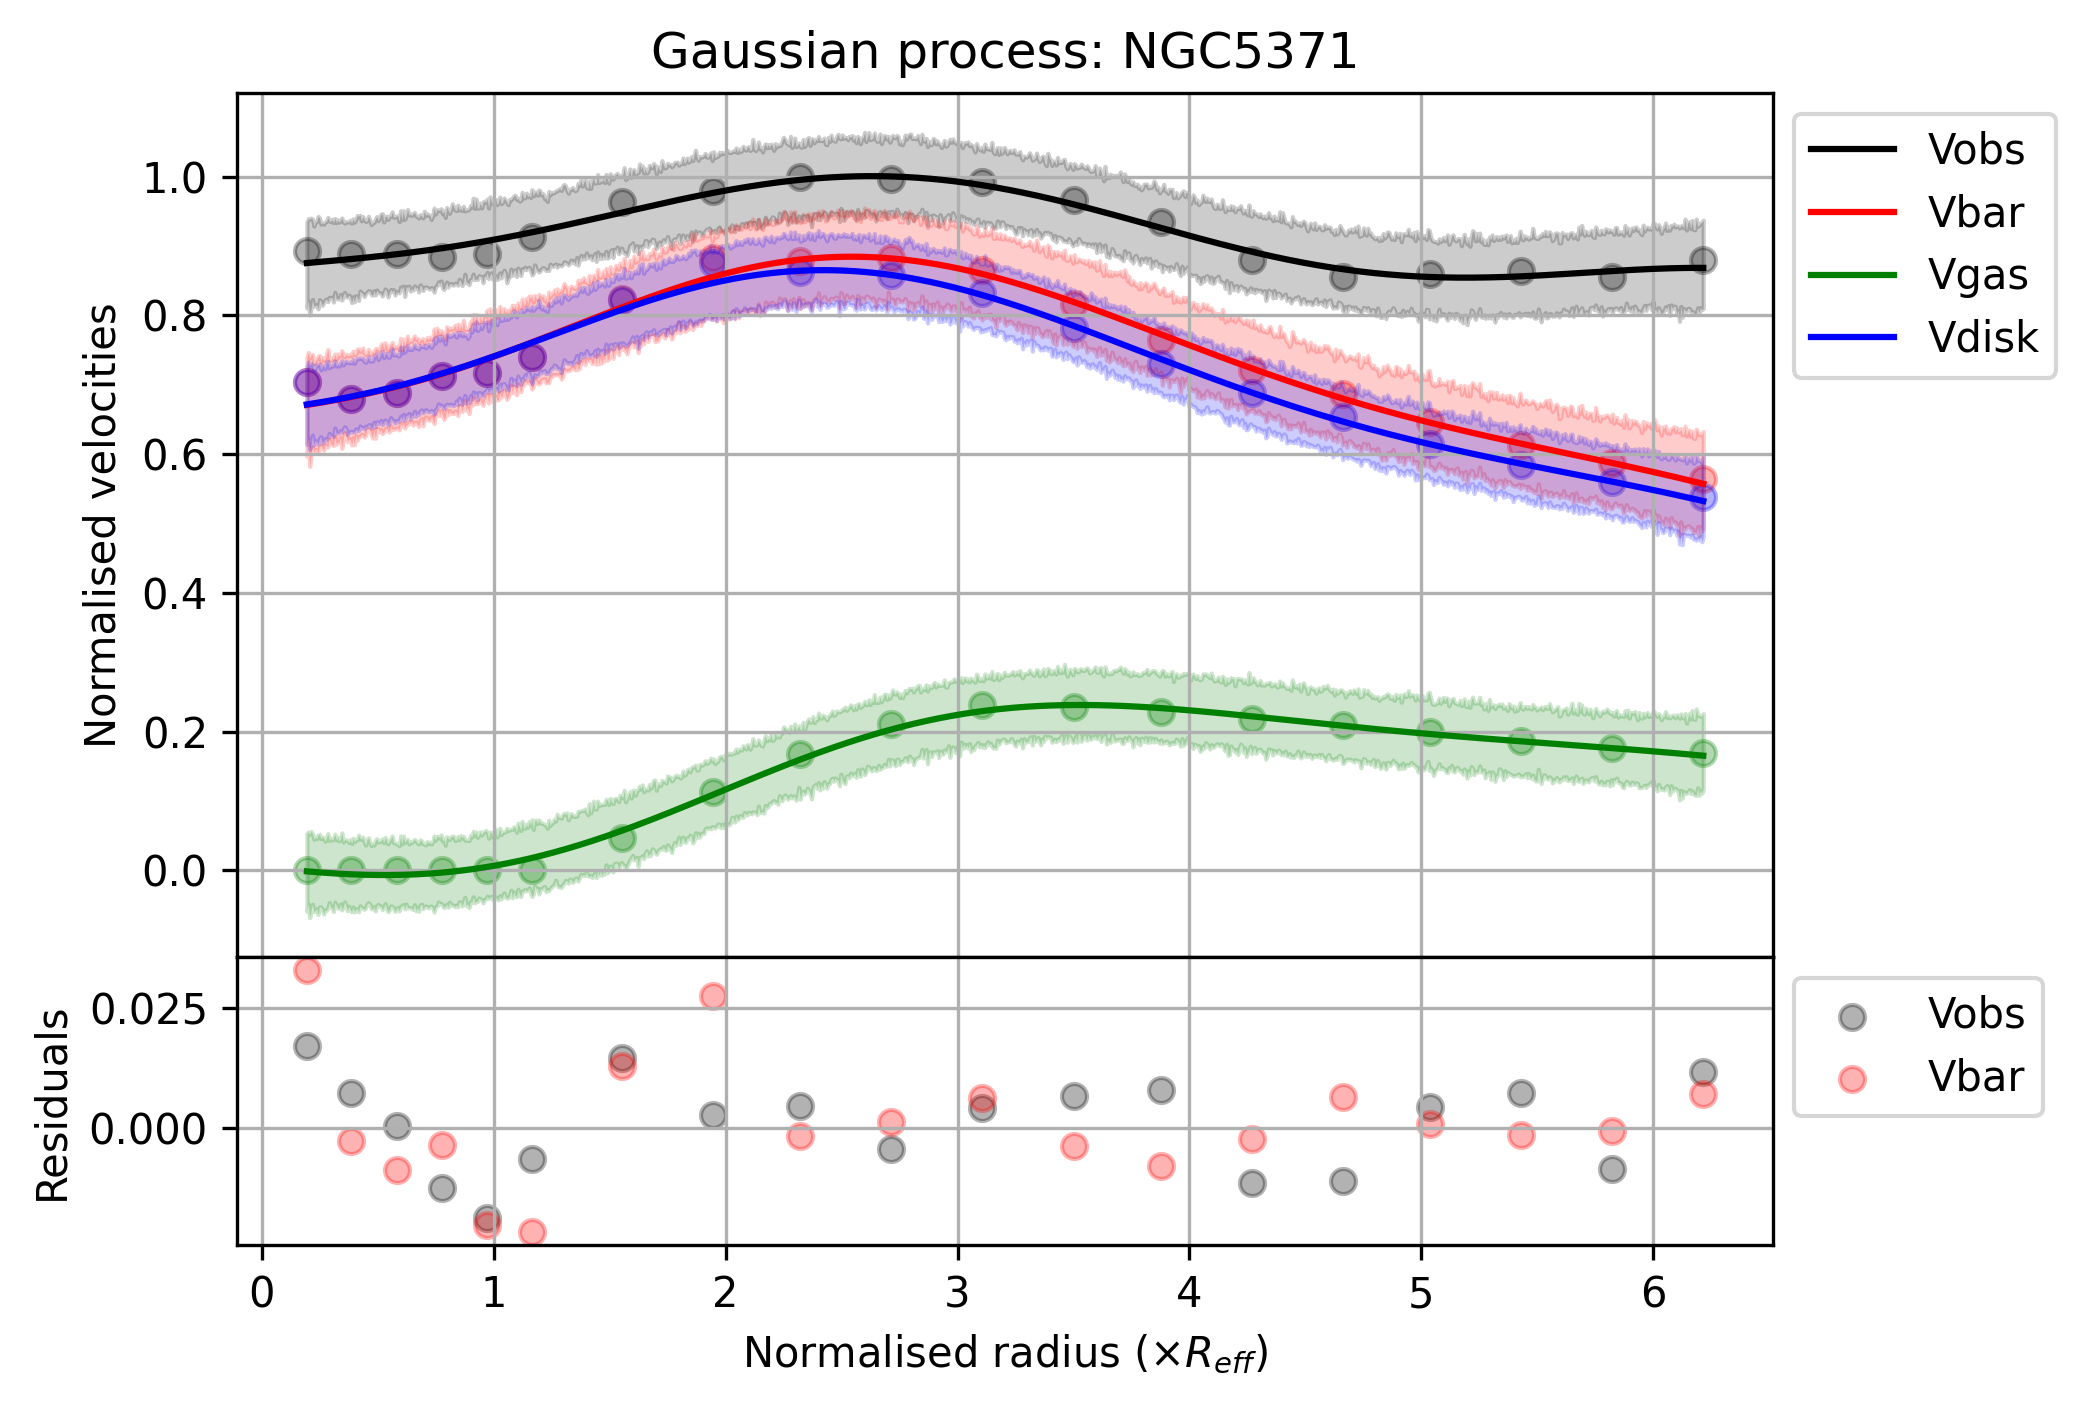 Gaussian process: NGC5371
Normalised velocities
1.0
0.8
0.6
0.4
0.2
0.0
Vobs
Vbar
Vgas
Vdisk
Residuals
0.025
0.000
Vobs
Vbar
0 1 2 3 4 5 6
Normalised radius (×R_eff)